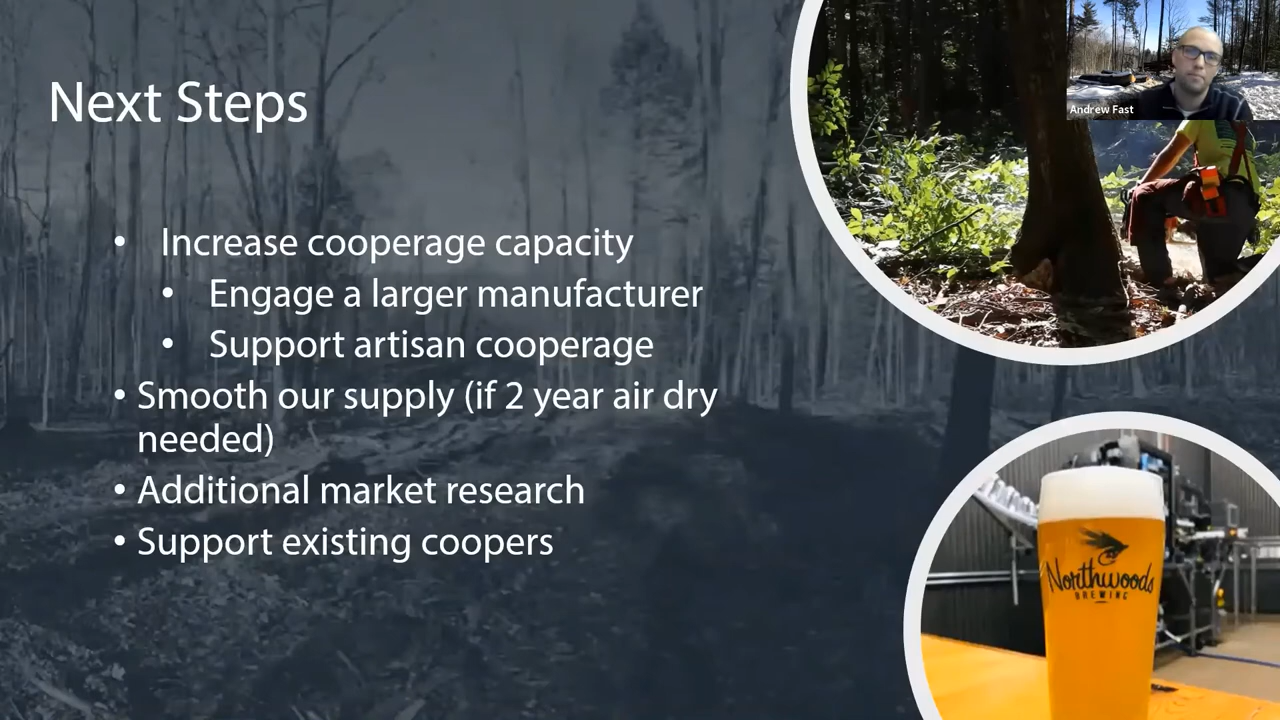 Next Steps
• Increase cooperage capacity
• Engage a larger manufacturer
• Support artisan cooperage
• Smooth our supply (if 2 year air dry
needed)
• Additional market research
• Support existing coopers
Andrew Fast
Northwoods
BREWING